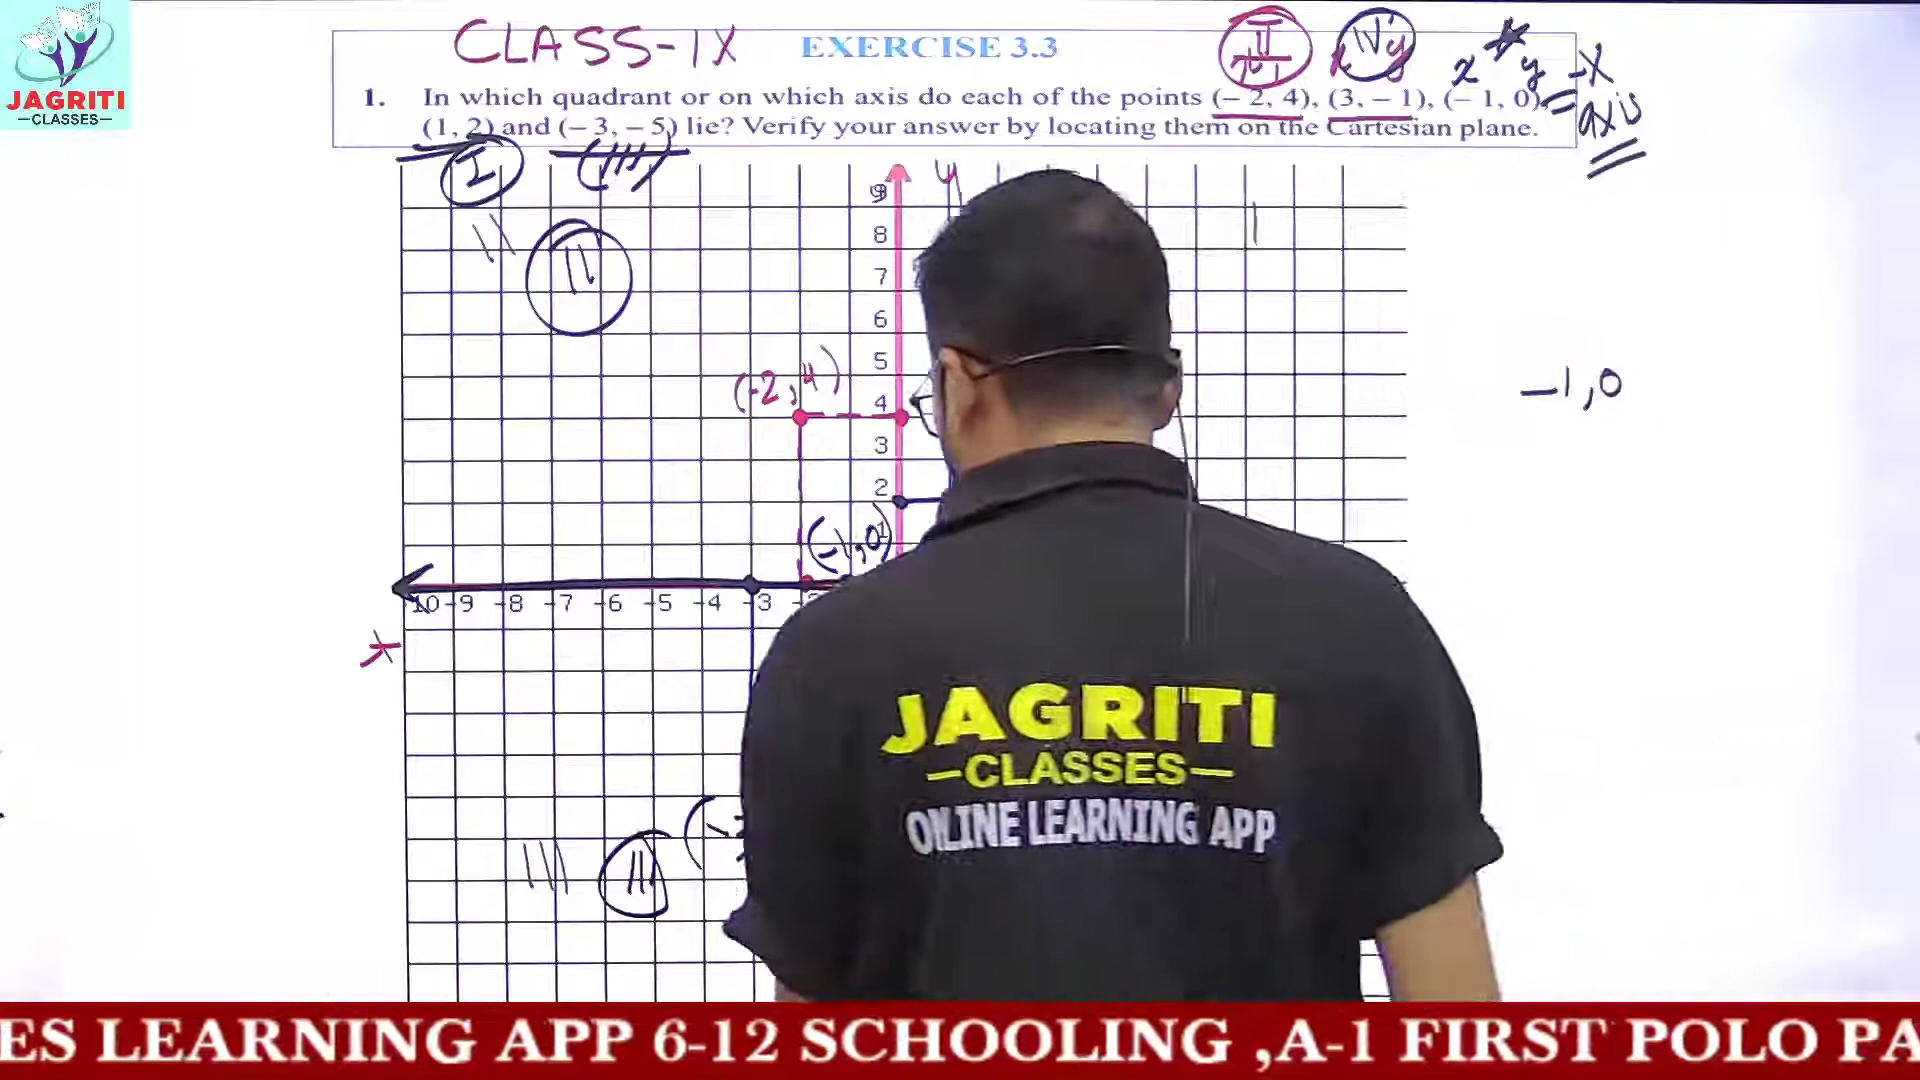 JAGRITI
—CLASSES—
CLASS-IX EXERCISE 3.3
II IV
x y x y -X
axis
1. In which quadrant or on which axis do each of the points (– 2, 4), (3, – 1), (– 1, 0),
(1, 2) and (– 3, – 5) lie? Verify your answer by locating them on the Cartesian plane.
I (III)
y
9
8
II II
7
6
5
(-2,4)
4
-1,0
3
2
(-1,0)
1
-10 -9 -8 -7 -6 -5 -4 -3 -2
x
III III
JAGRITI
—CLASSES—
ONLINE LEARNING APP
ES LEARNING APP 6-12 SCHOOLING ,A-1 FIRST POLO PA